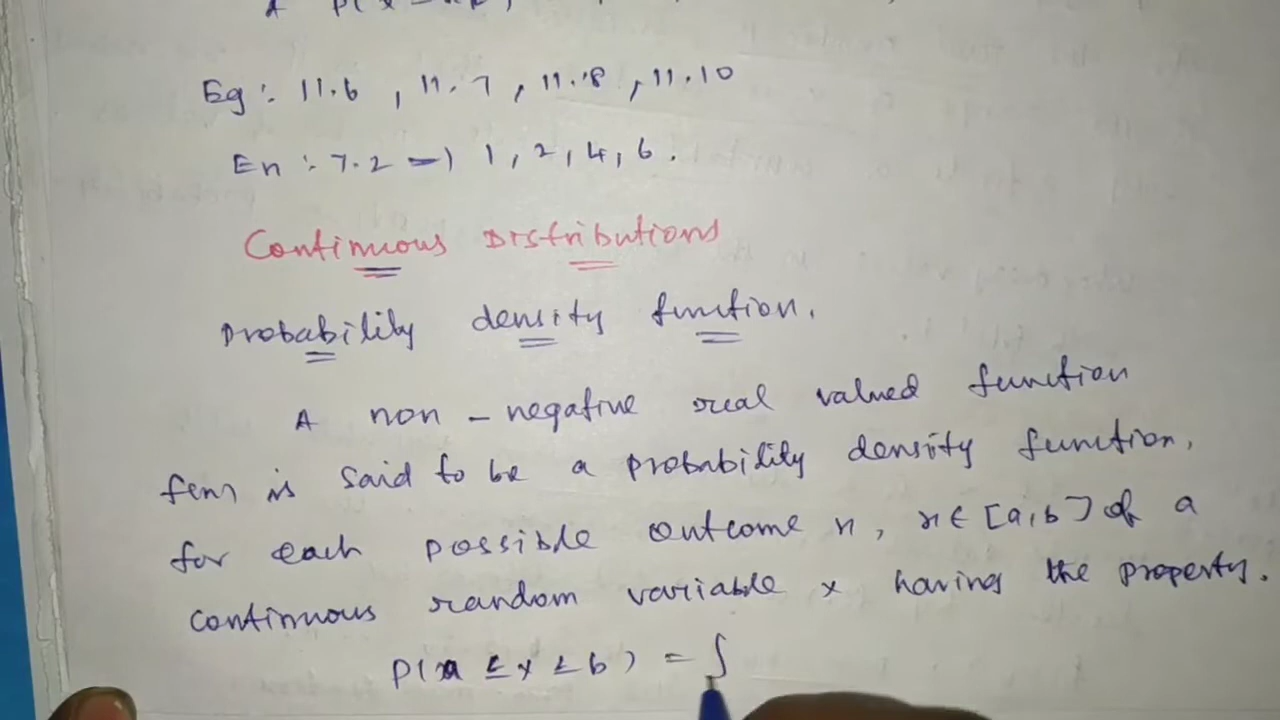 Eg : 11.6 , 11.7 , 11.8 , 11.10
Ex : 7.2 → 1, 2, 4, 6.
Continuous Distributions
Probability density function.
A non - negative real valued function
f(x) is said to be a probability density function,
for each possible outcome x, x∈ [a,b] of a
continuous random variable x having the property.
P(a ≤ x ≤ b) = ∫